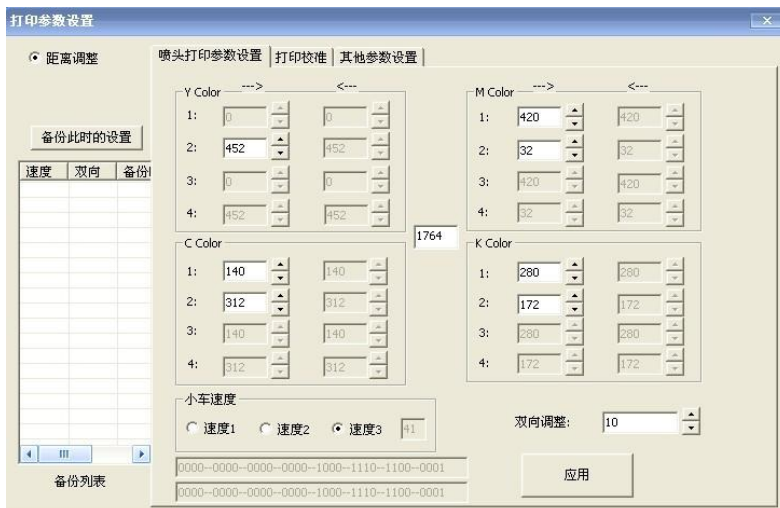 打印参数设置
距离调整
喷头打印参数设置 打印校准 其他参数设置
备份此时的设置
速度 双向 备份
Y Color ---> <---
1: 0 0
2: 452 452
3: 0 0
4: 452 452
M Color ---> <---
1: 420 420
2: 32 32
3: 420 420
4: 32 32
1764
C Color
1: 140 140
2: 312 312
3: 140 140
4: 312 312
K Color
1: 280 280
2: 172 172
3: 280 280
4: 172 172
小车速度
速度1 速度2 速度3 41
双向调整: 10
0000--0000--0000--0000--1000--1110--1100--0001
0000--0000--0000--0000--1000--1110--1100--0001
应用
备份列表